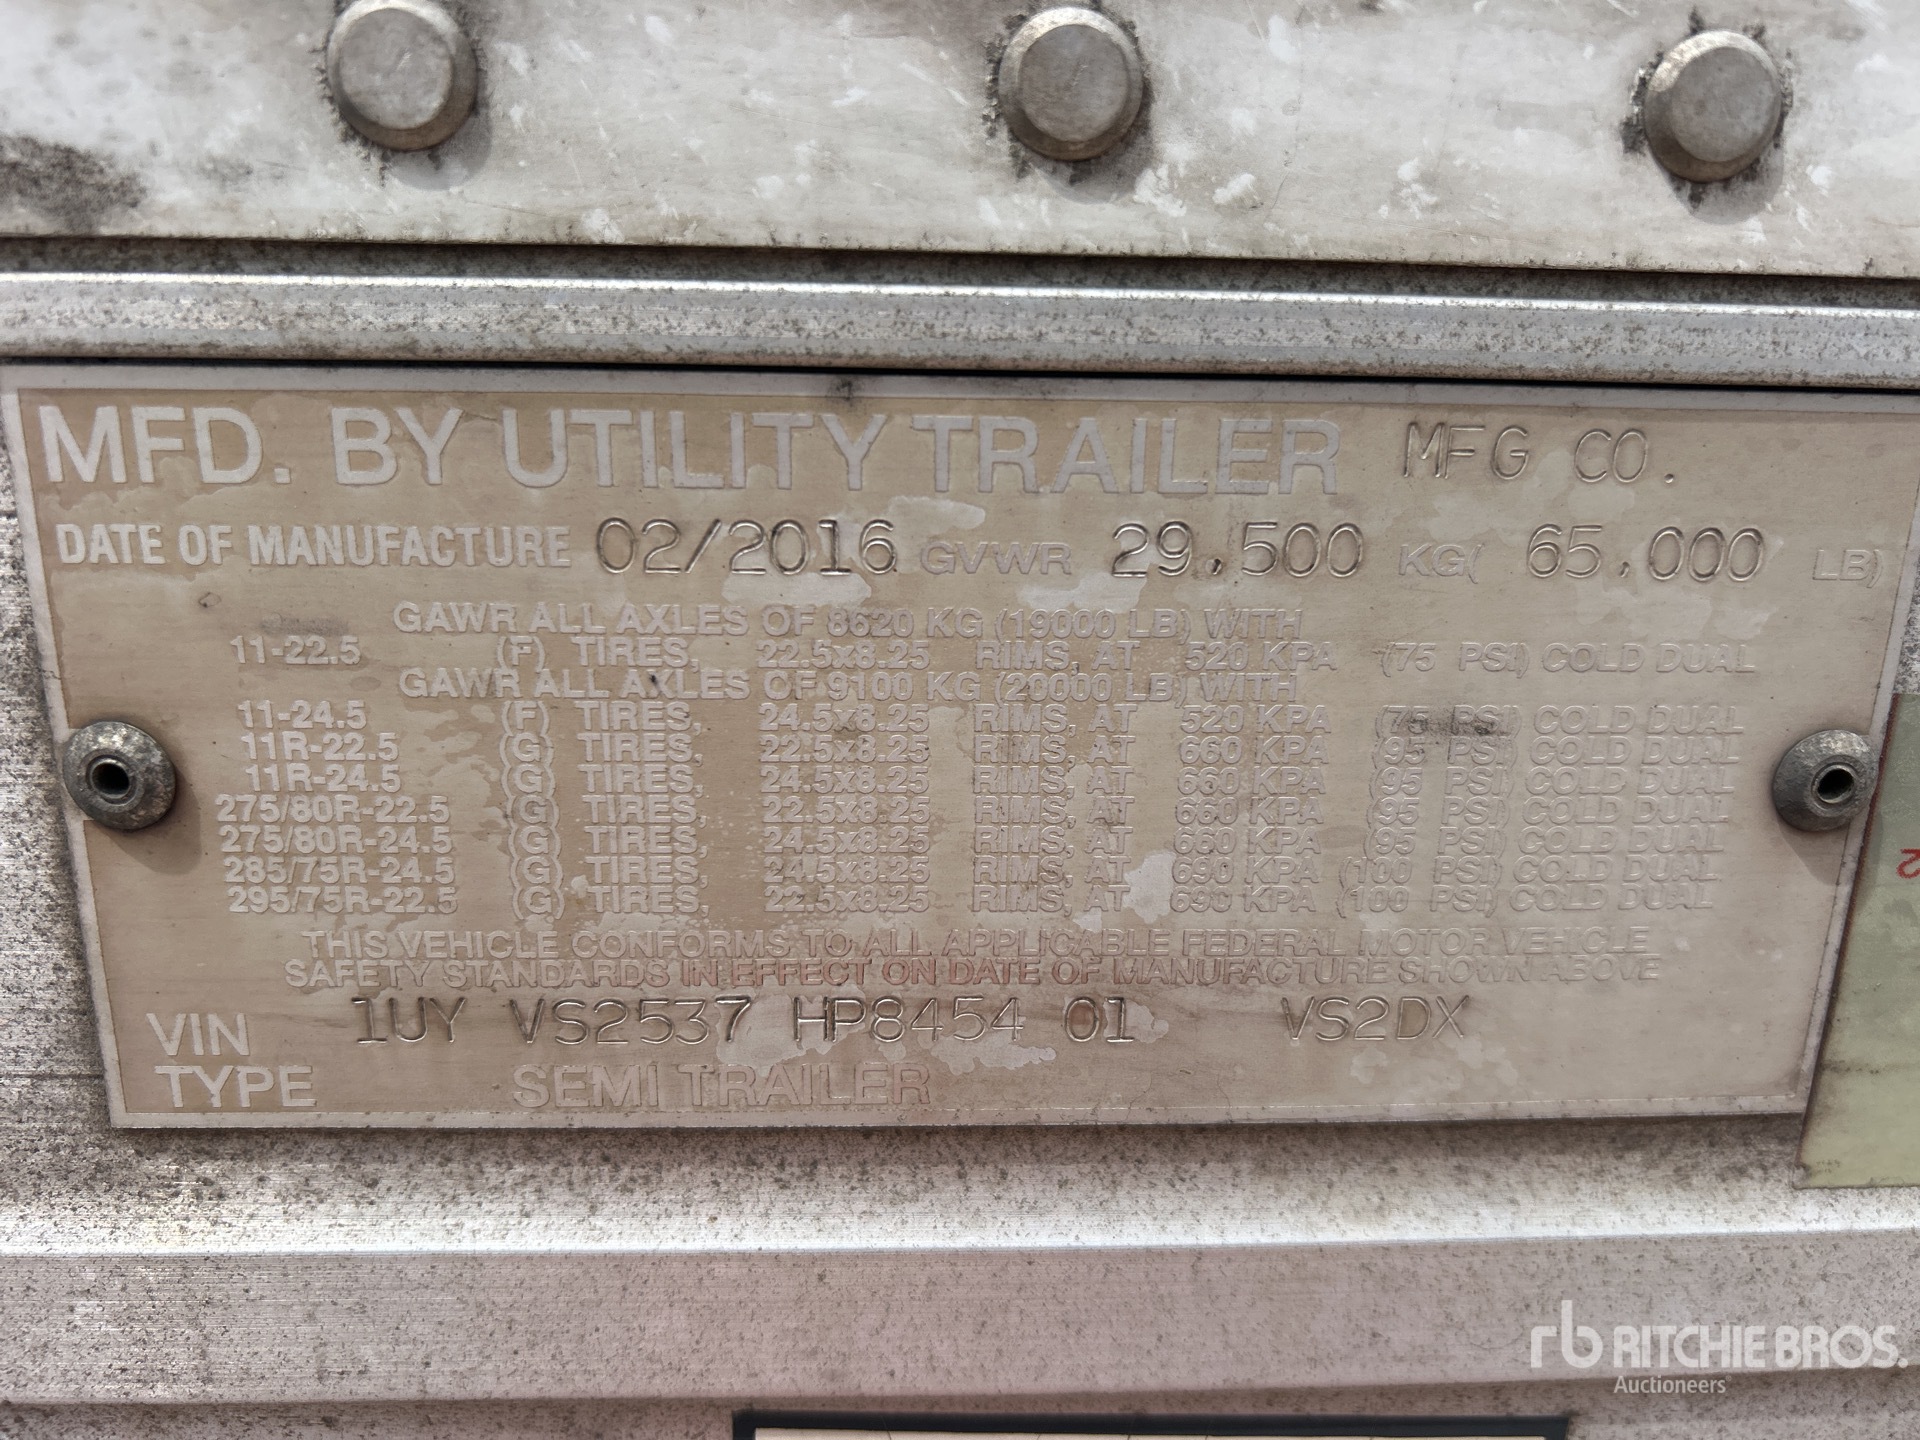 MFD. BY UTILITY TRAILER MFG CO.
DATE OF MANUFACTURE 02/2016 GVWR 29,500 KG( 65,000 LB)
GAWR ALL AXLES OF 8620 KG (19000 LB) WITH
11-22.5 (F) TIRES, 22.5x8.25 RIMS, AT 520 KPA (75 PSI) COLD DUAL
GAWR ALL AXLES OF 9100 KG (20000 LB) WITH
11-24.5 (F) TIRES, 24.5x8.25 RIMS, AT 520 KPA (75 PSI) COLD DUAL
11R-22.5 (G) TIRES, 22.5x8.25 RIMS, AT 660 KPA (95 PSI) COLD DUAL
11R-24.5 (G) TIRES, 24.5x8.25 RIMS, AT 660 KPA (95 PSI) COLD DUAL
275/80R-22.5 (G) TIRES, 22.5x8.25 RIMS, AT 660 KPA (95 PSI) COLD DUAL
275/80R-24.5 (G) TIRES, 24.5x8.25 RIMS, AT 660 KPA (95 PSI) COLD DUAL
285/75R-24.5 (G) TIRES, 24.5x8.25 RIMS, AT 690 KPA (100 PSI) COLD DUAL
295/75R-22.5 (G) TIRES, 22.5x8.25 RIMS, AT 690 KPA (100 PSI) COLD DUAL
THIS VEHICLE CONFORMS TO ALL APPLICABLE FEDERAL MOTOR VEHICLE
SAFETY STANDARDS IN EFFECT ON DATE OF MANUFACTURE SHOWN ABOVE
VIN 1UY VS2537 HP8454 01 VS2DX
TYPE SEMI TRAILER
2
rb RITCHIE BROS.
Auctioneers